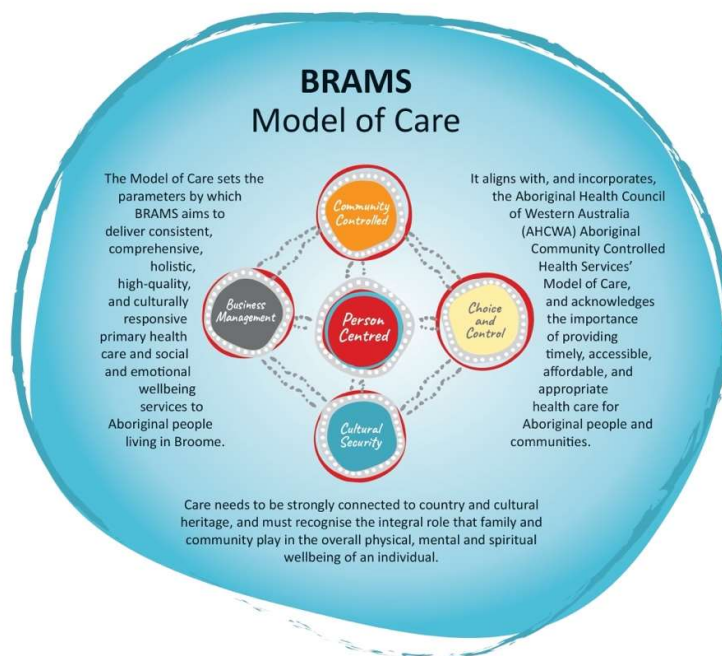 BRAMS
Model of Care
The Model of Care sets the
parameters by which
BRAMS aims to
deliver consistent,
comprehensive,
holistic,
high-quality,
and culturally
responsive
primary health
care and social
and emotional
wellbeing
services to
Aboriginal people
living in Broome.
Community
Controlled
Business
Management
Person
Centred
Choice
and
Control
Cultural
Security
It aligns with, and incorporates,
the Aboriginal Health Council
of Western Australia
(AHCWA) Aboriginal
Community Controlled
Health Services’
Model of Care,
and acknowledges
the importance
of providing
timely, accessible,
affordable, and
appropriate
health care for
Aboriginal people and
communities.
Care needs to be strongly connected to country and cultural
heritage, and must recognise the integral role that family and
community play in the overall physical, mental and spiritual
wellbeing of an individual.